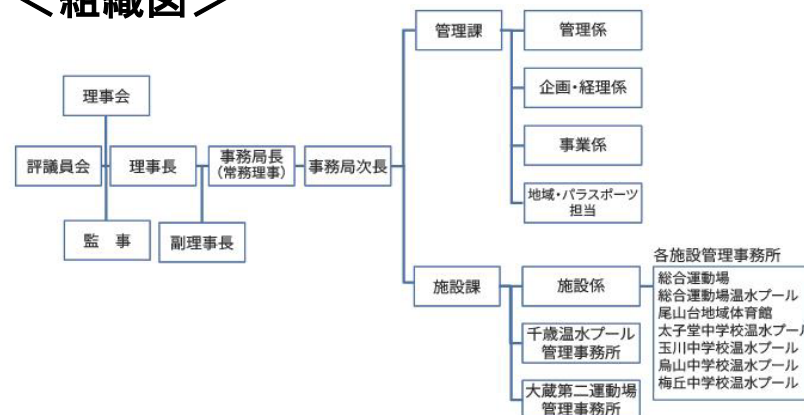 ＜組織図＞
管理課
管理係
企画・経理係
事業係
地域・パラスポーツ
担当
理事会
評議員会
理事長
事務局長
（常務理事）
事務局次長
監　事
副理事長
施設課
施設係
千歳温水プール
管理事務所
大蔵第二運動場
管理事務所
各施設管理事務所
総合運動場
総合運動場温水プール
尾山台地域体育館
太子堂中学校温水プール
玉川中学校温水プール
烏山中学校温水プール
梅丘中学校温水プール